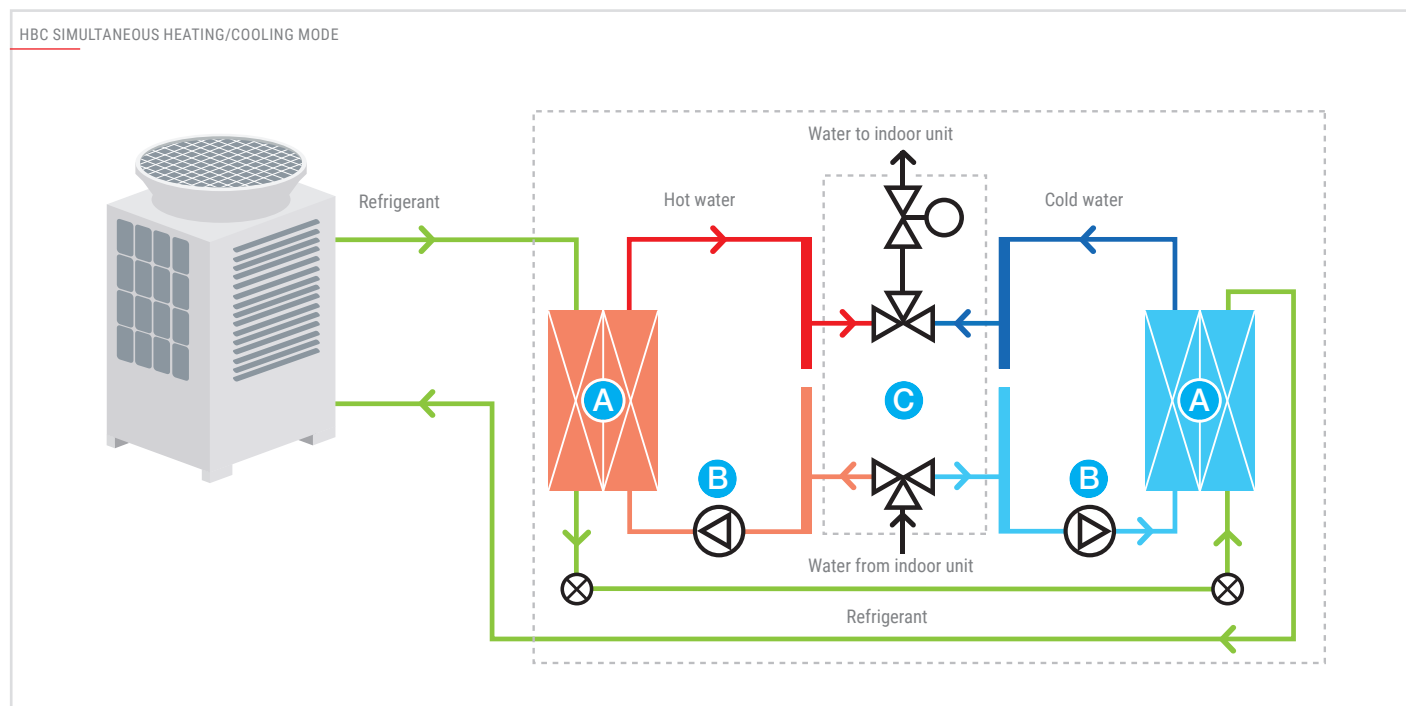 HBC SIMULTANEOUS HEATING/COOLING MODE
Water to indoor unit
Refrigerant
Hot water
Cold water
A
C
A
B
B
Water from indoor unit
Refrigerant